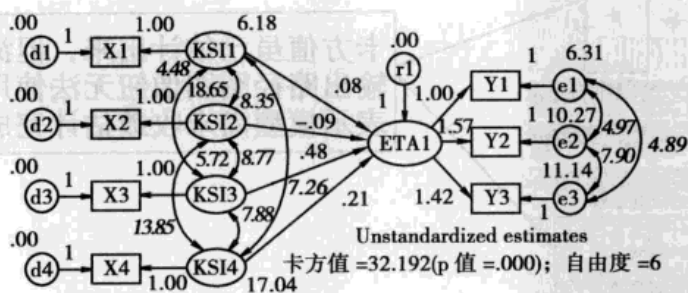 .00 1.00 6.18 .00
d1 1 X1 KSI1 r1 1 6.31
4.48 .08 1 1.00 Y1 e1
.00 1.00 18.65 8.35
d2 1 X2 KSI2 -.09 ETA1 1.57 Y2 1 10.27 e2 4.97
5.72 8.77 .48 7.90 4.89
.00 1.00 11.14
d3 1 X3 KSI3 7.26 1.42 Y3 e3
7.88 .21 1
13.85 Unstandardized estimates
.00
d4 1 X4 KSI4 卡方值 =32.192(p 值 =.000); 自由度 =6
1.00 17.04